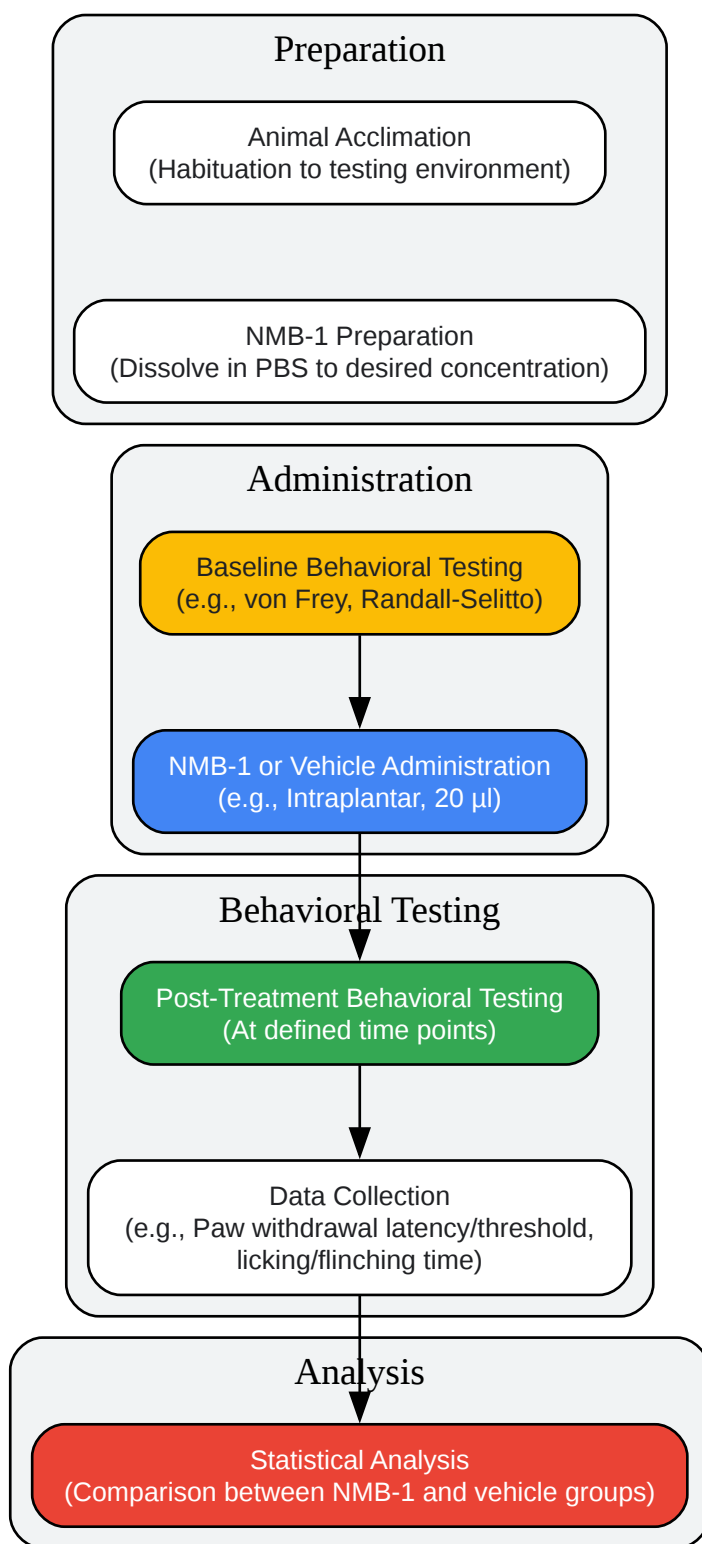 Preparation
Animal Acclimation
(Habituation to testing environment)
NMB-1 Preparation
(Dissolve in PBS to desired concentration)
Administration
Baseline Behavioral Testing
(e.g., von Frey, Randall-Selitto)
NMB-1 or Vehicle Administration
(e.g., Intraplantar, 20 µl)
Behavioral Testing
Post-Treatment Behavioral Testing
(At defined time points)
Data Collection
(e.g., Paw withdrawal latency/threshold,
licking/flinching time)
Analysis
Statistical Analysis
(Comparison between NMB-1 and vehicle groups)